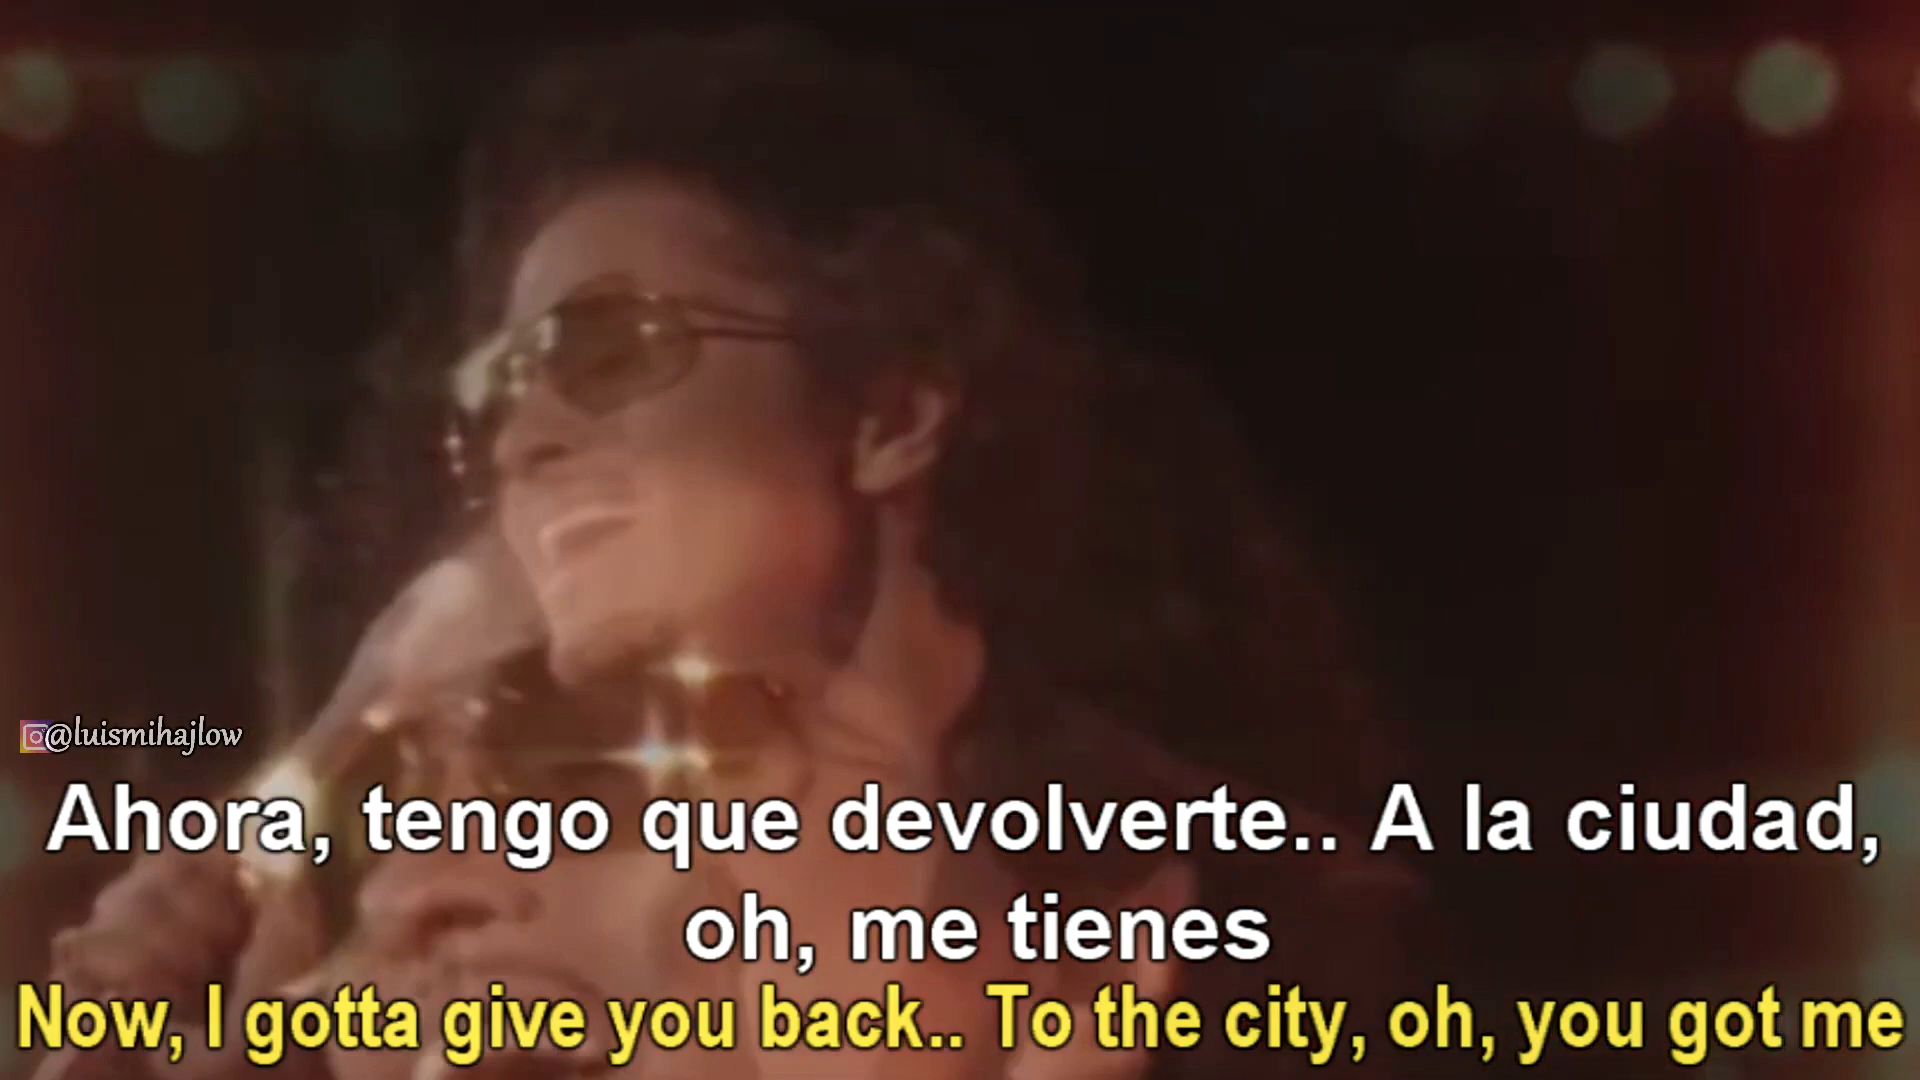 @luismihajlow
Ahora, tengo que devolverte.. A la ciudad,
oh, me tienes
Now, I gotta give you back.. To the city, oh, you got me